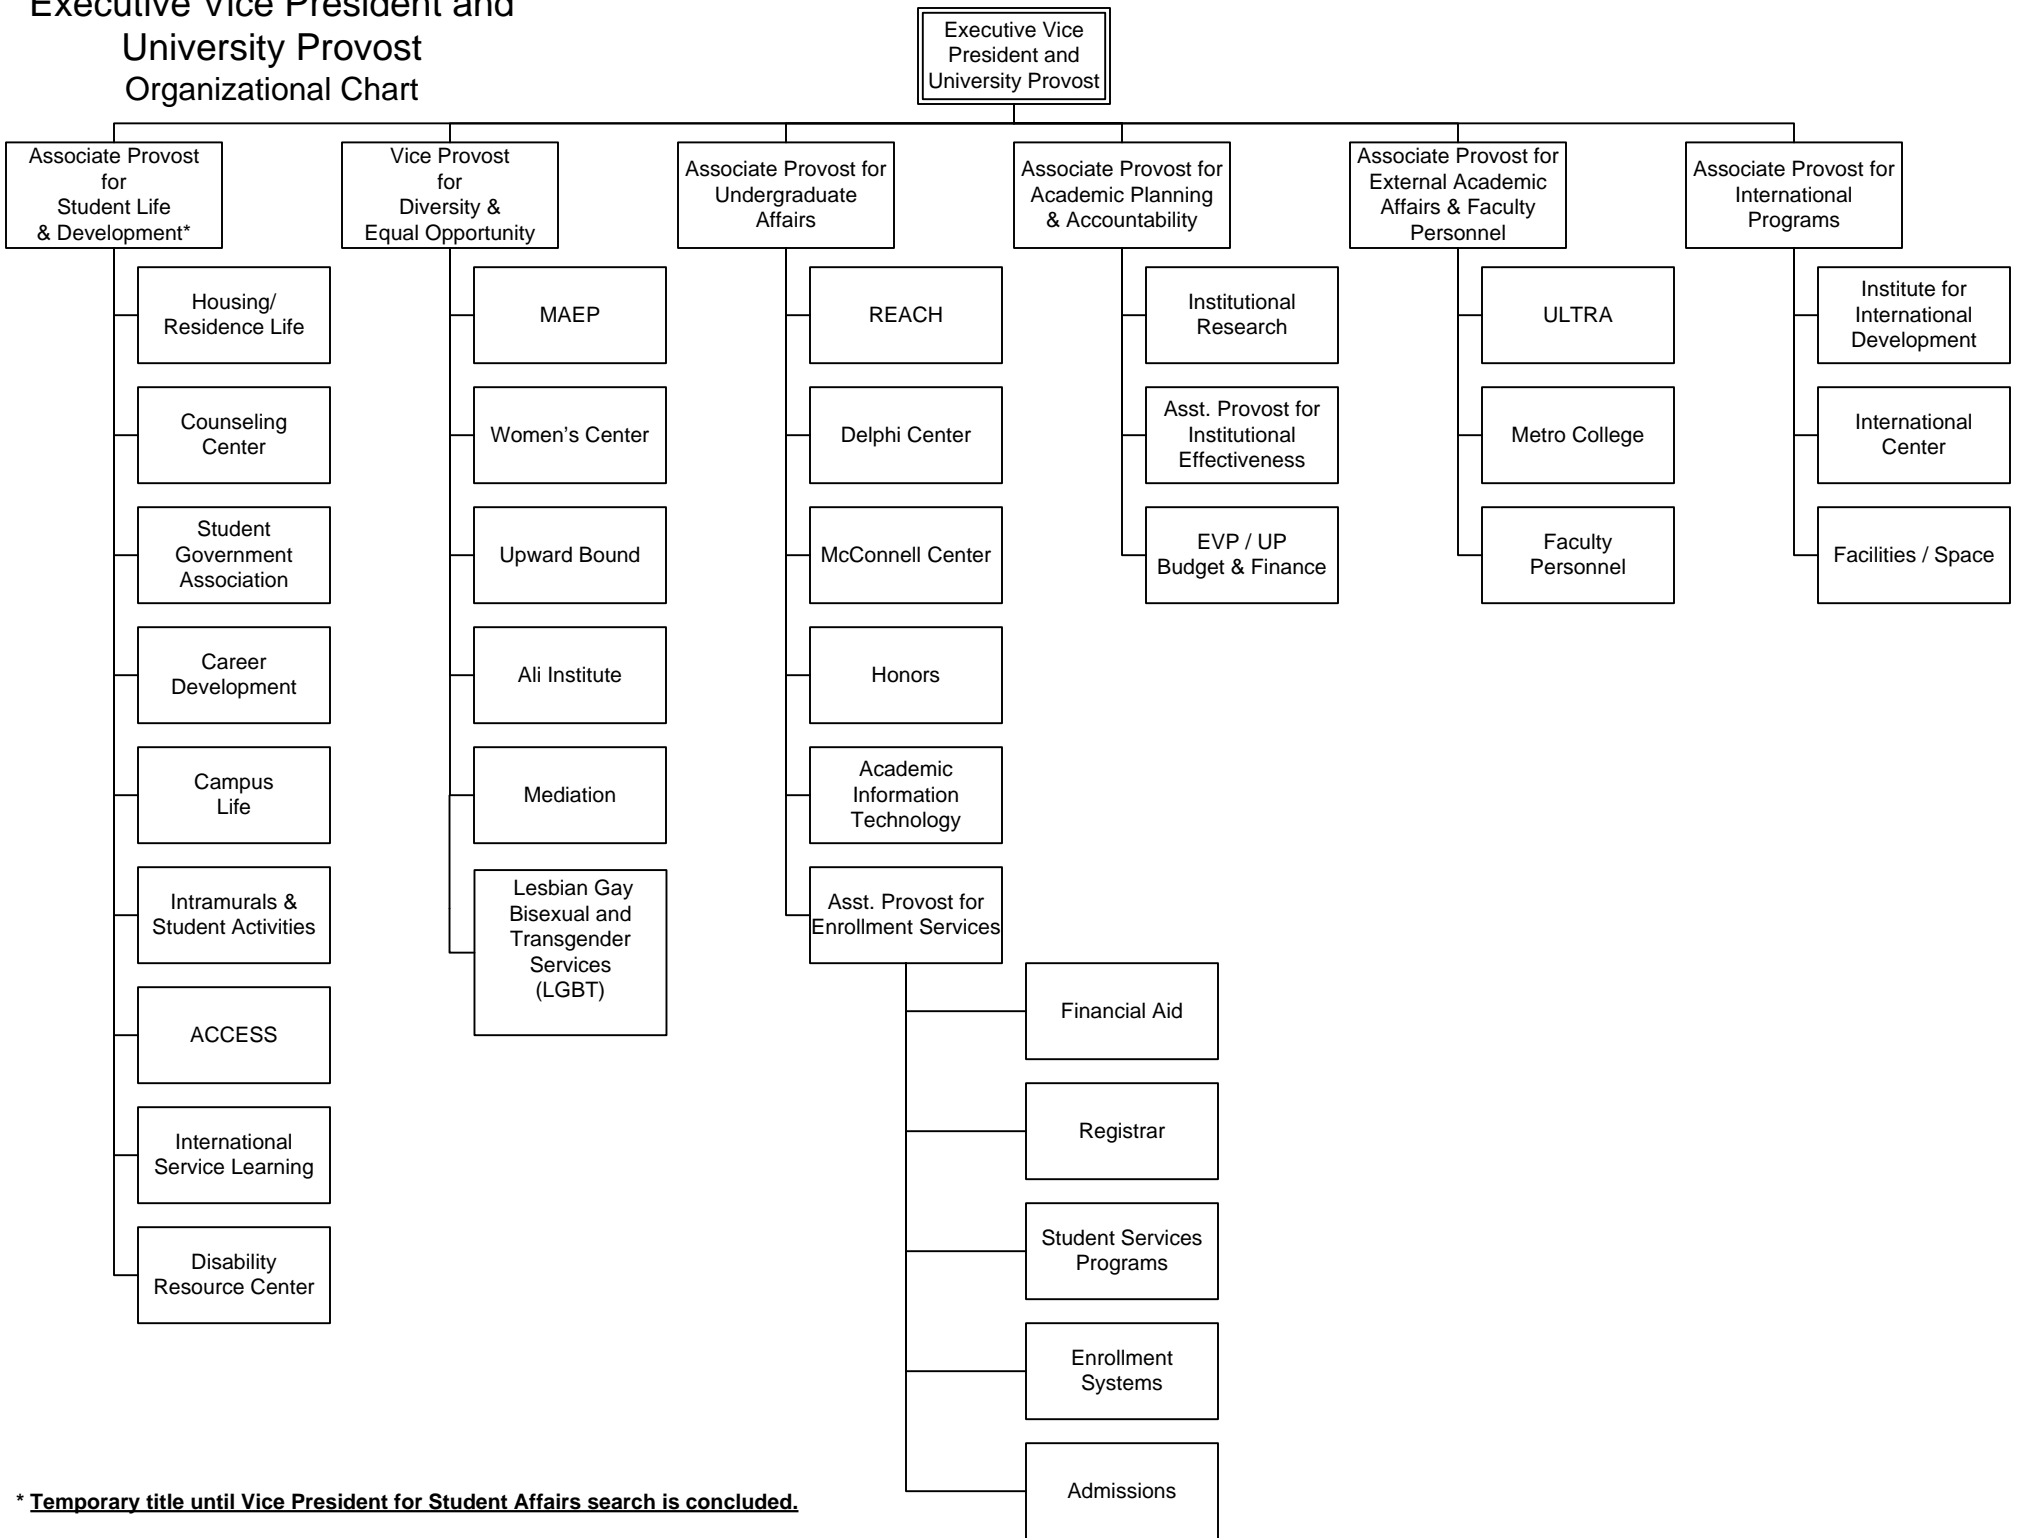 Executive Vice President and
University Provost
Organizational Chart
Executive Vice
President and
University Provost
Associate Provost
for
Student Life
& Development*
Housing/
Residence Life
Counseling
Center
Student
Government
Association
Career
Development
Campus
Life
Intramurals &
Student Activities
ACCESS
International
Service Learning
Disability
Resource Center
Vice Provost
for
Diversity &
Equal Opportunity
MAEP
Women's Center
Upward Bound
Ali Institute
Mediation
Lesbian Gay
Bisexual and
Transgender
Services
(LGBT)
Associate Provost for
Undergraduate
Affairs
REACH
Delphi Center
McConnell Center
Honors
Academic
Information
Technology
Asst. Provost for
Enrollment Services
Financial Aid
Registrar
Student Services
Programs
Enrollment
Systems
Admissions
Associate Provost for
Academic Planning
& Accountability
Institutional
Research
Asst. Provost for
Institutional
Effectiveness
EVP / UP
Budget & Finance
Associate Provost for
External Academic
Affairs & Faculty
Personnel
ULTRA
Metro College
Faculty
Personnel
Associate Provost for
International
Programs
Institute for
International
Development
International
Center
Facilities / Space
* Temporary title until Vice President for Student Affairs search is concluded.